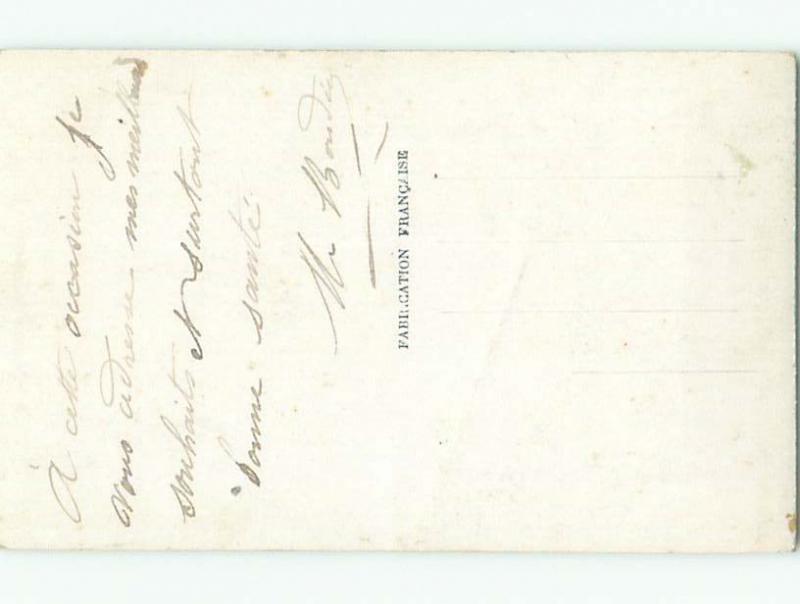 À cette occasion je
vous adresse mes meilleurs
souhaits et surtout
bonne santé
M
FABRICATION FRANÇAISE